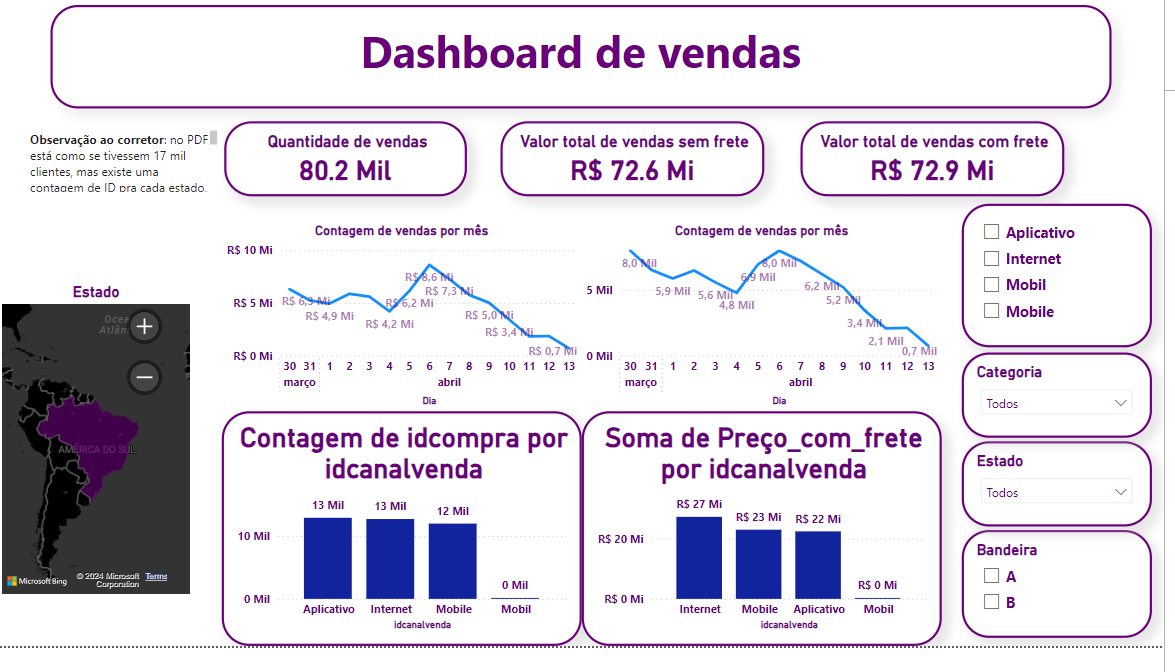 Dashboard de vendas
Observação ao corretor: no PDF
está como se tivessem 17 mil
clientes, mas existe uma
contagem de ID pra cada estado.
Quantidade de vendas
80.2 Mil
Valor total de vendas sem frete
R$ 72.6 Mi
Valor total de vendas com frete
R$ 72.9 Mi
Estado
AMÉRICA DO SUL
Microsoft Bing
© 2024 Microsoft
Corporation
Terms
Contagem de vendas por mês
R$ 10 Mi
R$ 5 Mi
R$ 0 Mi
R$ 6,3 Mi
R$ 4,9 Mi
R$ 4,2 Mi
R$ 6,2 Mi
R$ 8,6 Mi
R$ 7,3 Mi
R$ 5,0 Mi
R$ 3,4 Mi
R$ 0,7 Mi
30 31 1 2 3 4 5 6 7 8 9 10 11 12 13
março abril
Dia
Contagem de vendas por mês
5 Mil
0 Mil
8,0 Mil
5,9 Mil
5,6 Mil
4,8 Mil
6,9 Mil
8,0 Mil
6,2 Mil
5,2 Mil
3,4 Mil
2,1 Mil
0,7 Mil
30 31 1 2 3 4 5 6 7 8 9 10 11 12 13
março abril
Dia
Contagem de idcompra por
idcanalvenda
10 Mil
0 Mil
13 Mil
13 Mil
12 Mil
0 Mil
Aplicativo Internet Mobile Mobil
idcanalvenda
Soma de Preço_com_frete
por idcanalvenda
R$ 20 Mi
R$ 0 Mi
R$ 27 Mi
R$ 23 Mi
R$ 22 Mi
R$ 0 Mi
Internet Mobile Aplicativo Mobil
idcanalvenda
Aplicativo
Internet
Mobil
Mobile
Categoria
Todos
Estado
Todos
Bandeira
A
B